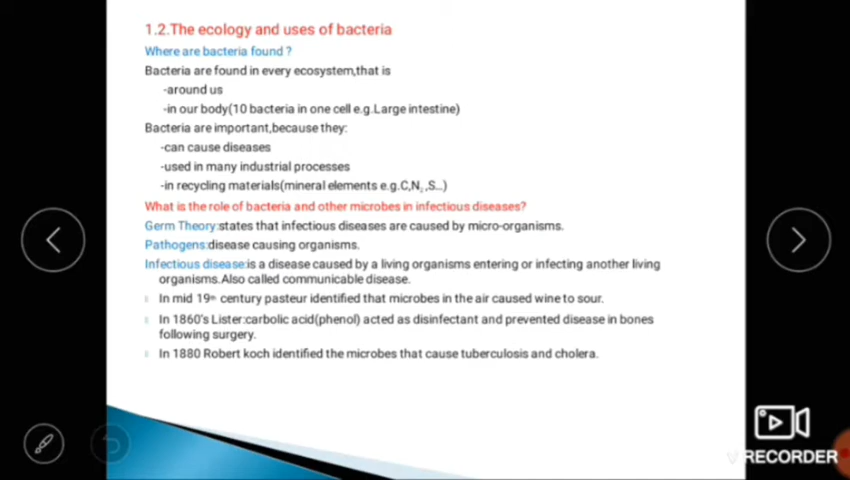 1.2.The ecology and uses of bacteria
Where are bacteria found ?
Bacteria are found in every ecosystem,that is
-around us
-in our body(10 bacteria in one cell e.g.Large intestine)
Bacteria are important,because they:
-can cause diseases
-used in many industrial processes
-in recycling materials(mineral elements e.g.C,N₂,S...)
What is the role of bacteria and other microbes in infectious diseases?
Germ Theory:states that infectious diseases are caused by micro-organisms.
Pathogens:disease causing organisms.
Infectious disease:is a disease caused by a living organisms entering or infecting another living
organisms.Also called communicable disease.
In mid 19th century pasteur identified that microbes in the air caused wine to sour.
In 1860's Lister:carbolic acid(phenol) acted as disinfectant and prevented disease in bones
following surgery.
In 1880 Robert koch identified the microbes that cause tuberculosis and cholera.
V RECORDER